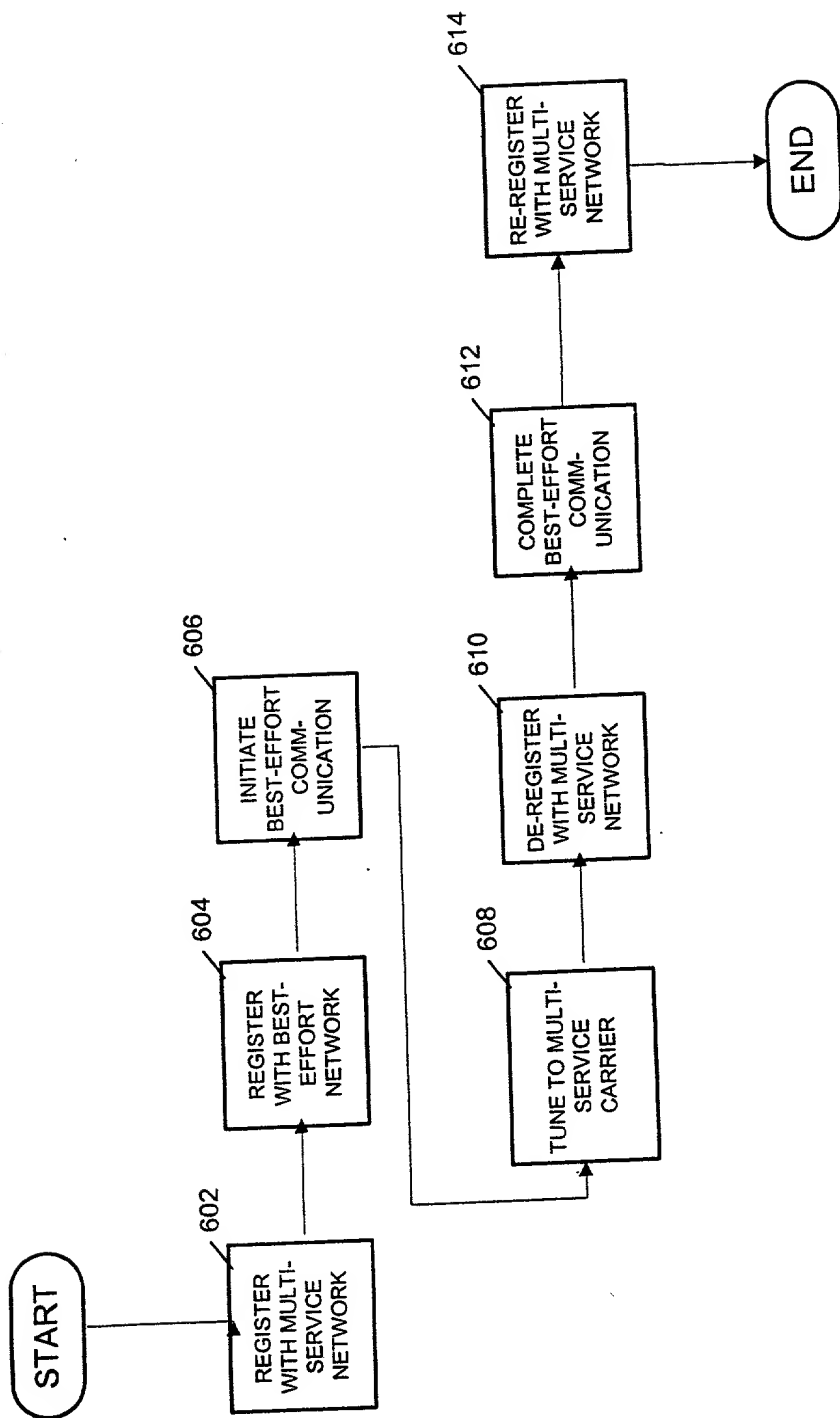 START
602
REGISTER
WITH MULTI-
SERVICE
NETWORK
604
REGISTER
WITH BEST-
EFFORT
NETWORK
606
INITIATE
BEST-EFFORT
COMM-
UNICATION
608
TUNE TO MULTI-
SERVICE
CARRIER
610
DE-REGISTER
WITH MULTI-
SERVICE
NETWORK
612
COMPLETE
BEST-EFFORT
COMM-
UNICATION
614
RE-REGISTER
WITH MULTI-
SERVICE
NETWORK
END